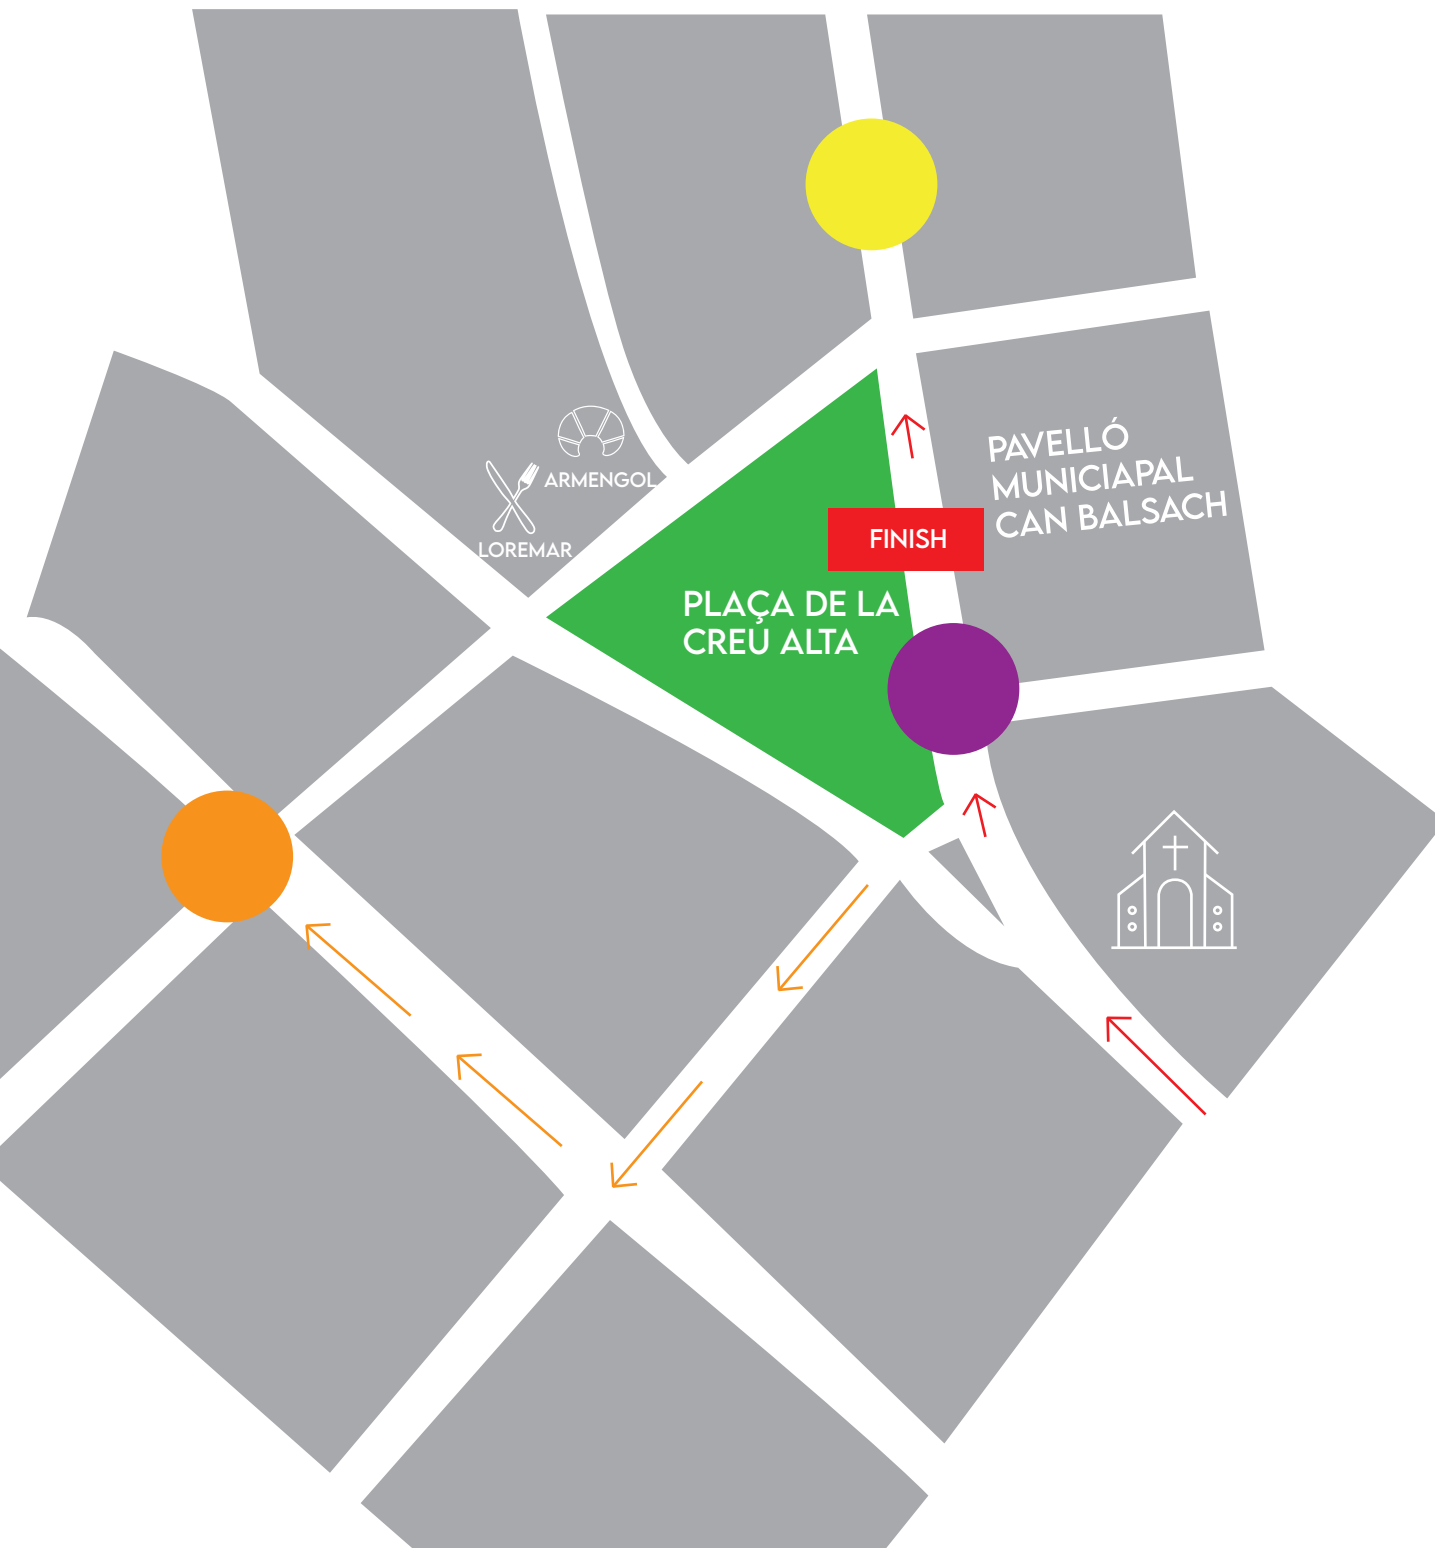 PAVELLÓ
MUNICIAPAL
CAN BALSACH
ARMENGOL
LOREMAR
FINISH
PLAÇA DE LA
CREU ALTA